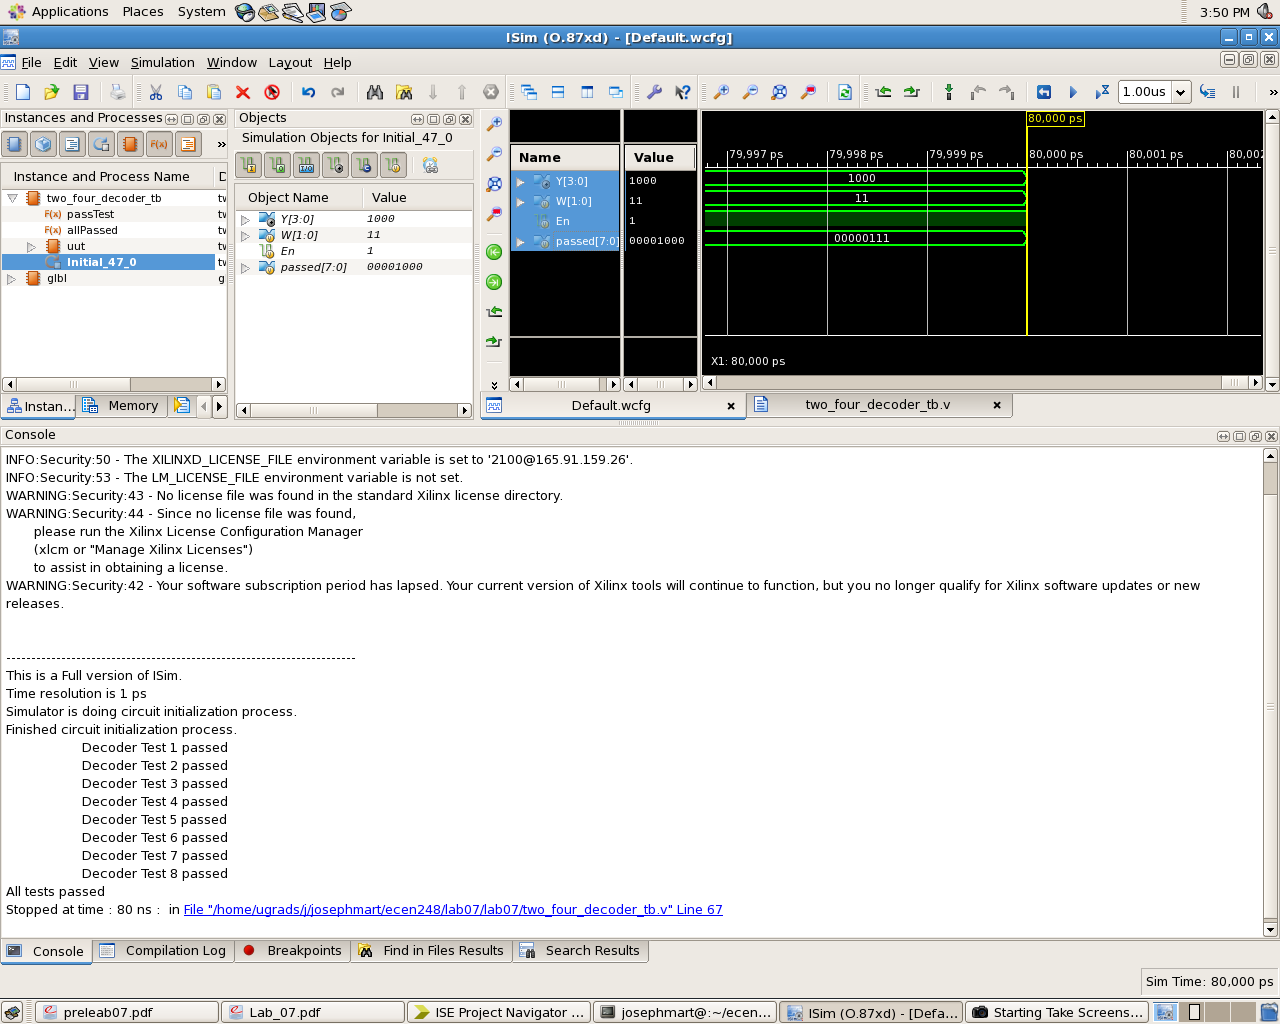 Applications Places System 3:50 PM
ISim (O.87xd) - [Default.wcfg]
File Edit View Simulation Window Layout Help
1.00us
»
Instances and Processes
Objects
Simulation Objects for Initial_47_0
»
Instance and Process Name D
two_four_decoder_tb tw
passTest tw
allPassed tw
uut tw
Initial_47_0 tw
glbl g
Object Name Value
Y[3:0] 1000
W[1:0] 11
En 1
passed[7:0] 00001000
Name Value
Y[3:0] 1000
W[1:0] 11
En 1
passed[7:0] 00001000
80,000 ps
79,997 ps 79,998 ps 79,999 ps 80,000 ps 80,001 ps 80,002
1000
11
00000111
X1: 80,000 ps
Instan... Memory
Default.wcfg two_four_decoder_tb.v
Console
INFO:Security:50 - The XILINXD_LICENSE_FILE environment variable is set to '2100@165.91.159.26'.
INFO:Security:53 - The LM_LICENSE_FILE environment variable is not set.
WARNING:Security:43 - No license file was found in the standard Xilinx license directory.
WARNING:Security:44 - Since no license file was found,
please run the Xilinx License Configuration Manager
(xlcm or "Manage Xilinx Licenses")
to assist in obtaining a license.
WARNING:Security:42 - Your software subscription period has lapsed. Your current version of Xilinx tools will continue to function, but you no longer qualify for Xilinx software updates or new
releases.
----------------------------------------------------------------------
This is a Full version of ISim.
Time resolution is 1 ps
Simulator is doing circuit initialization process.
Finished circuit initialization process.
Decoder Test 1 passed
Decoder Test 2 passed
Decoder Test 3 passed
Decoder Test 4 passed
Decoder Test 5 passed
Decoder Test 6 passed
Decoder Test 7 passed
Decoder Test 8 passed
All tests passed
Stopped at time : 80 ns : in File "/home/ugrads/j/josephmart/ecen248/lab07/lab07/two_four_decoder_tb.v" Line 67
Console Compilation Log Breakpoints Find in Files Results Search Results
Sim Time: 80,000 ps
preleab07.pdf Lab_07.pdf ISE Project Navigator ... josephmart@:~/ecen... ISim (O.87xd) - [Defa... Starting Take Screens...